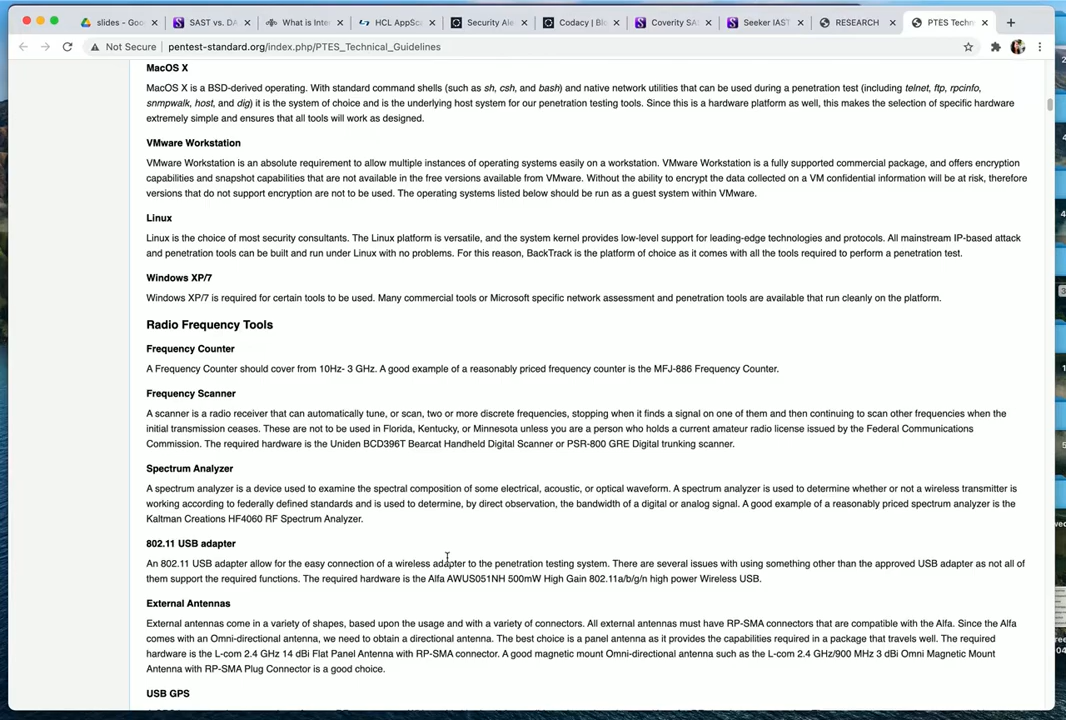 slides - Goo
SAST vs. DA
What is Inte
HCL AppSca
Security Ale
Codacy | Blo
Coverity SAS
Seeker IAST
RESEARCH
PTES Techn
Not Secure | pentest-standard.org/index.php/PTES_Technical_Guidelines
MacOS X
MacOS X is a BSD-derived operating. With standard command shells (such as sh, csh, and bash) and native network utilities that can be used during a penetration test (including telnet, ftp, rpcinfo,
snmpwalk, host, and dig) it is the system of choice and is the underlying host system for our penetration testing tools. Since this is a hardware platform as well, this makes the selection of specific hardware
extremely simple and ensures that all tools will work as designed.
VMware Workstation
VMware Workstation is an absolute requirement to allow multiple instances of operating systems easily on a workstation. VMware Workstation is a fully supported commercial package, and offers encryption
capabilities and snapshot capabilities that are not available in the free versions available from VMware. Without the ability to encrypt the data collected on a VM confidential information will be at risk, therefore
versions that do not support encryption are not to be used. The operating systems listed below should be run as a guest system within VMware.
Linux
Linux is the choice of most security consultants. The Linux platform is versatile, and the system kernel provides low-level support for leading-edge technologies and protocols. All mainstream IP-based attack
and penetration tools can be built and run under Linux with no problems. For this reason, BackTrack is the platform of choice as it comes with all the tools required to perform a penetration test.
Windows XP/7
Windows XP/7 is required for certain tools to be used. Many commercial tools or Microsoft specific network assessment and penetration tools are available that run cleanly on the platform.
Radio Frequency Tools
Frequency Counter
A Frequency Counter should cover from 10Hz- 3 GHz. A good example of a reasonably priced frequency counter is the MFJ-886 Frequency Counter.
Frequency Scanner
A scanner is a radio receiver that can automatically tune, or scan, two or more discrete frequencies, stopping when it finds a signal on one of them and then continuing to scan other frequencies when the
initial transmission ceases. These are not to be used in Florida, Kentucky, or Minnesota unless you are a person who holds a current amateur radio license issued by the Federal Communications
Commission. The required hardware is the Uniden BCD396T Bearcat Handheld Digital Scanner or PSR-800 GRE Digital trunking scanner.
Spectrum Analyzer
A spectrum analyzer is a device used to examine the spectral composition of some electrical, acoustic, or optical waveform. A spectrum analyzer is used to determine whether or not a wireless transmitter is
working according to federally defined standards and is used to determine, by direct observation, the bandwidth of a digital or analog signal. A good example of a reasonably priced spectrum analyzer is the
Kaltman Creations HF4060 RF Spectrum Analyzer.
802.11 USB adapter
An 802.11 USB adapter allow for the easy connection of a wireless adapter to the penetration testing system. There are several issues with using something other than the approved USB adapter as not all of
them support the required functions. The required hardware is the Alfa AWUS051NH 500mW High Gain 802.11a/b/g/n high power Wireless USB.
External Antennas
External antennas come in a variety of shapes, based upon the usage and with a variety of connectors. All external antennas must have RP-SMA connectors that are compatible with the Alfa. Since the Alfa
comes with an Omni-directional antenna, we need to obtain a directional antenna. The best choice is a panel antenna as it provides the capabilities required in a package that travels well. The required
hardware is the L-com 2.4 GHz 14 dBi Flat Panel Antenna with RP-SMA connector. A good magnetic mount Omni-directional antenna such as the L-com 2.4 GHz/900 MHz 3 dBi Omni Magnetic Mount
Antenna with RP-SMA Plug Connector is a good choice.
USB GPS